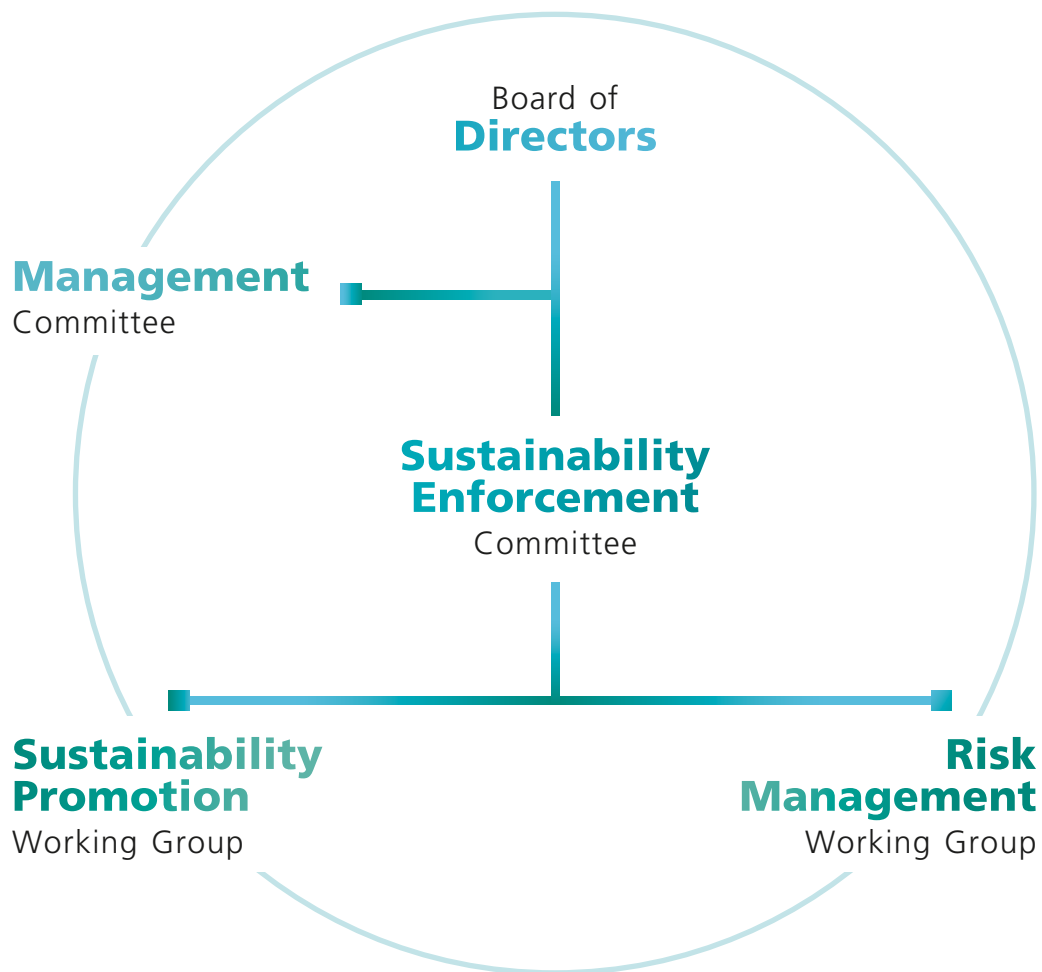 Board of
Directors
Management
Committee
Sustainability
Enforcement
Committee
Sustainability
Promotion
Working Group
Risk
Management
Working Group